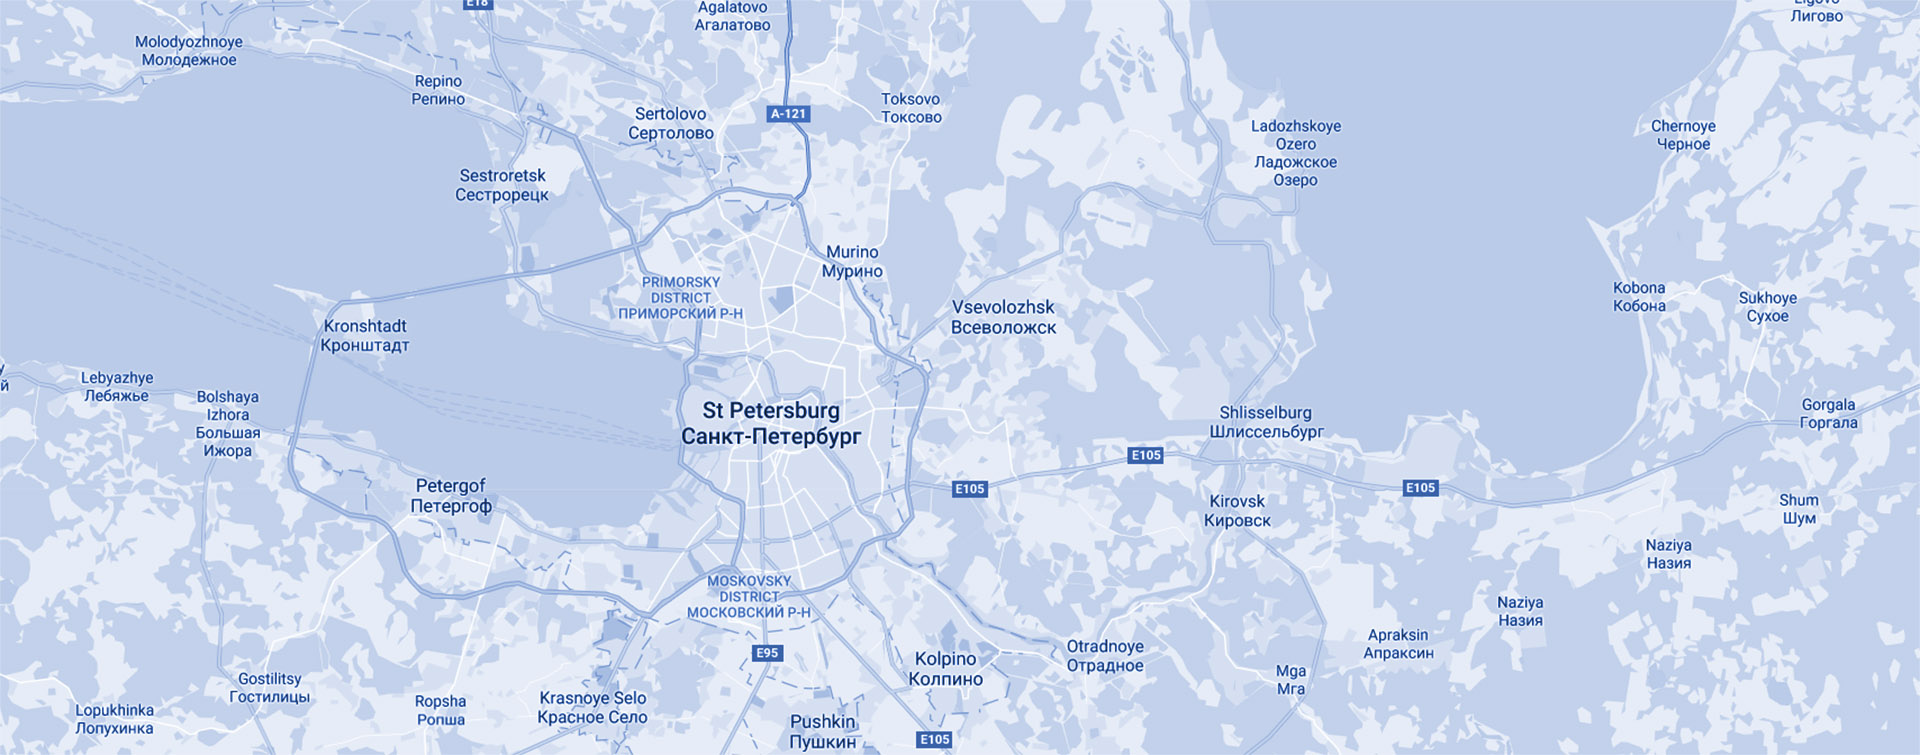 E18
Agalatovo
Агалатово
Лигово
Molodyozhnoye
Молодежное
Repino
Репино
Sertolovo
Сертолово
A-121
Toksovo
Токсово
Ladozhskoye
Ozero
Ладожское
Озеро
Chernoye
Черное
Sestroretsk
Сестрорецк
Murino
Мурино
PRIMORSKY
DISTRICT
ПРИМОРСКИЙ Р-Н
Vsevolozhsk
Всеволожск
Kobona
Кобона
Sukhoye
Сухое
Kronshtadt
Кронштадт
Lebyazhye
Лебяжье
Bolshaya
Izhora
Большая
Ижора
St Petersburg
Санкт-Петербург
Shlisselburg
Шлиссельбург
Gorgala
Горгала
E105
E105
E105
Petergof
Петергоф
Kirovsk
Кировск
Shum
Шум
Naziya
Назия
MOSKOVSKY
DISTRICT
МОСКОВСКИЙ Р-Н
Naziya
Назия
E95
Otradnoye
Отрадное
Apraksin
Апраксин
Kolpino
Колпино
Mga
Мга
Gostilitsy
Гостилицы
Lopukhinka
Лопухинка
Ropsha
Ропша
Krasnoye Selo
Красное Село
Pushkin
Пушкин
E105